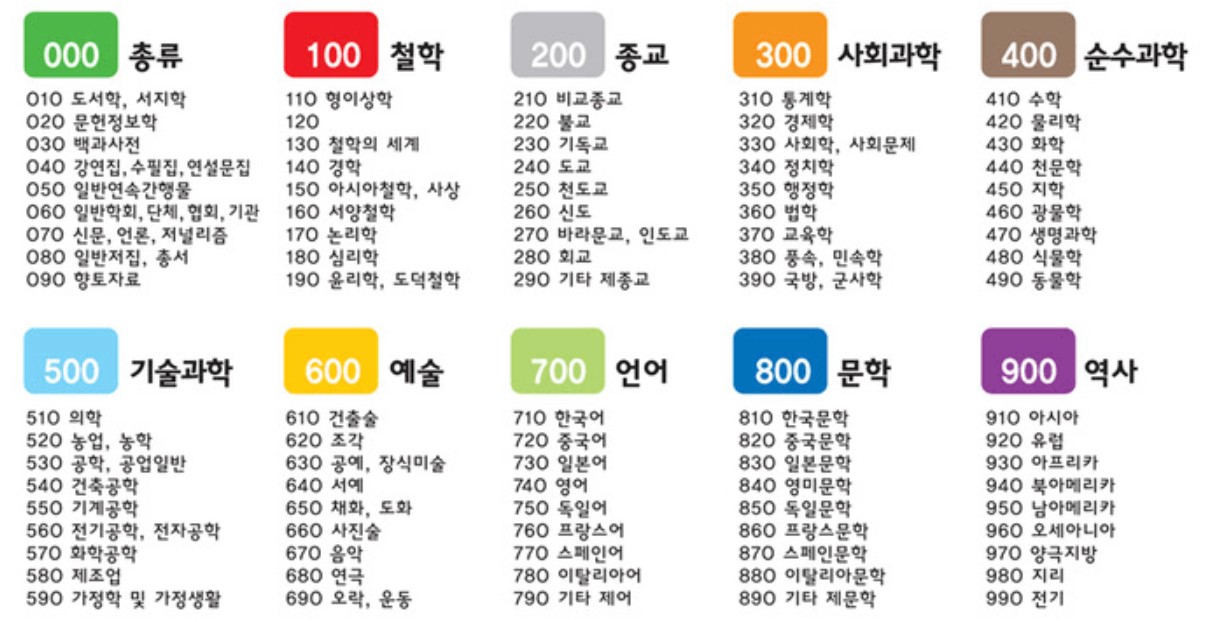 000 총류
010 도서학, 서지학
020 문헌정보학
030 백과사전
040 강연집, 수필집, 연설문집
050 일반연속간행물
060 일반학회, 단체, 협회, 기관
070 신문, 언론, 저널리즘
080 일반저집, 총서
090 향토자료
100 철학
110 형이상학
120
130 철학의 세계
140 경학
150 아시아철학, 사상
160 서양철학
170 논리학
180 심리학
190 윤리학, 도덕철학
200 종교
210 비교종교
220 불교
230 기독교
240 도교
250 천도교
260 신도
270 바라문교, 인도교
280 회교
290 기타 제종교
300 사회과학
310 통계학
320 경제학
330 사회학, 사회문제
340 정치학
350 행정학
360 법학
370 교육학
380 풍속, 민속학
390 국방, 군사학
400 순수과학
410 수학
420 물리학
430 화학
440 천문학
450 지학
460 광물학
470 생명과학
480 식물학
490 동물학
500 기술과학
510 의학
520 농업, 농학
530 공학, 공업일반
540 건축공학
550 기계공학
560 전기공학, 전자공학
570 화학공학
580 제조업
590 가정학 및 가정생활
600 예술
610 건출술
620 조각
630 공예, 장식미술
640 서예
650 채화, 도화
660 사진술
670 음악
680 연극
690 오락, 운동
700 언어
710 한국어
720 중국어
730 일본어
740 영어
750 독일어
760 프랑스어
770 스페인어
780 이탈리아어
790 기타 제어
800 문학
810 한국문학
820 중국문학
830 일본문학
840 영미문학
850 독일문학
860 프랑스문학
870 스페인문학
880 이탈리아문학
890 기타 제문학
900 역사
910 아시아
920 유럽
930 아프리카
940 북아메리카
950 남아메리카
960 오세아니아
970 양극지방
980 지리
990 전기